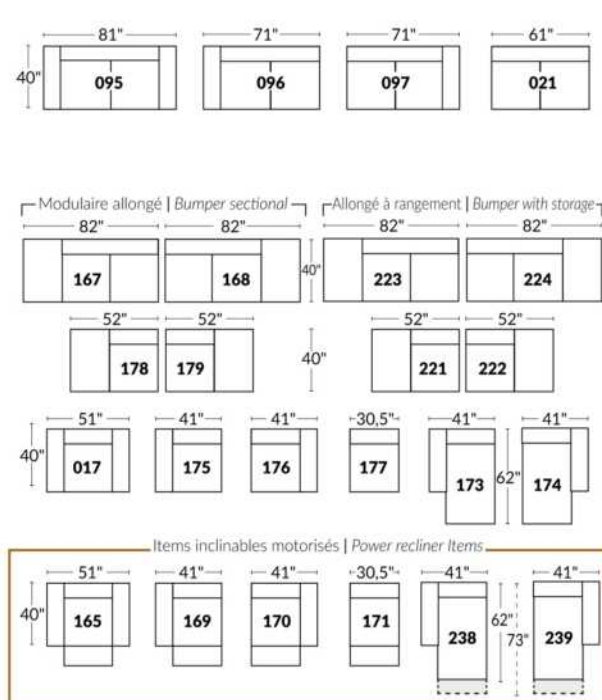 81" 71" 71" 61"
40" 095 096 097 021
Modulaire allongé | Bumper sectional Allongé à rangement | Bumper with storage
82" 82" 82" 82"
167 168 40" 223 224
52" 52" 52" 52"
178 179 40" 221 222
51" 41" 41" 30,5" 41" 41"
40" 017 175 176 177 173 62" 174
Items inclinables motorisés | Power recliner Items
51" 41" 41" 30,5" 41" 41"
40" 165 169 170 171 238 62" 73" 239